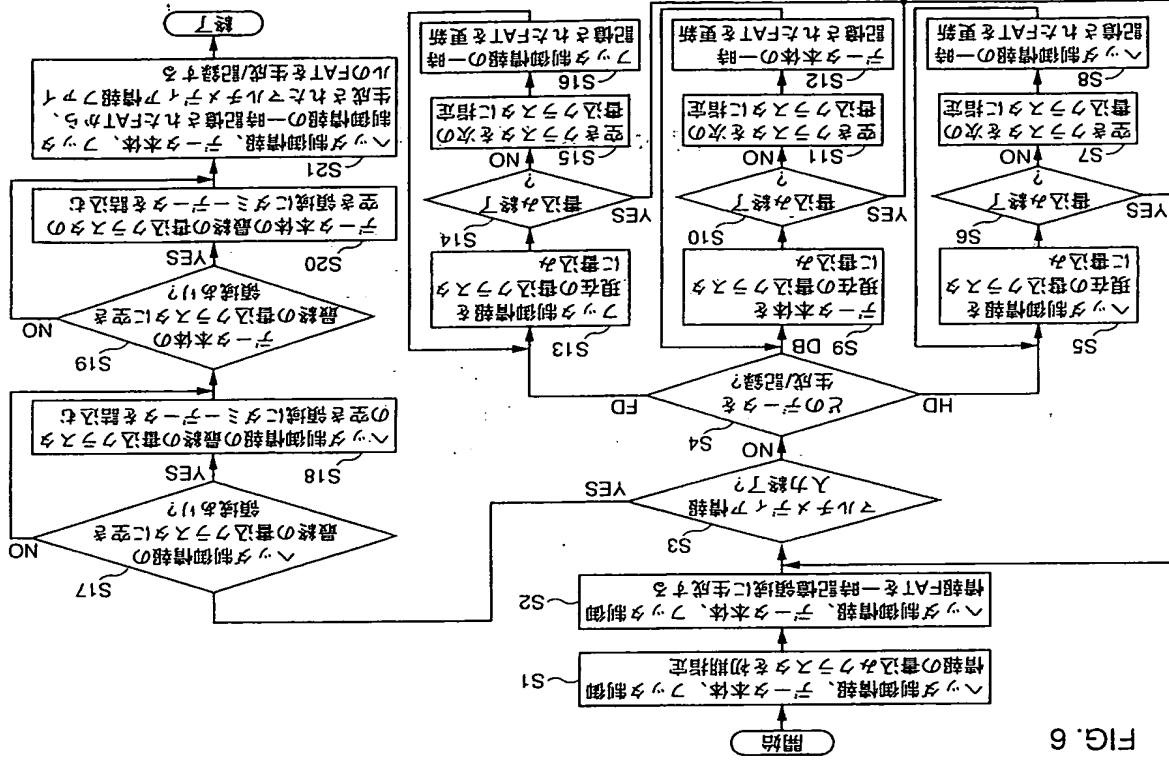 FIG. 6
開始
S1
ヘッダ制御情報、データ本体、フッタ制御
情報の書込みクラスタを初期指定
S2
ヘッダ制御情報、データ本体、フッタ制御
情報FATを一時記憶領域に生成する
S3
マルチメディア情報
入力終了?
YES
NO
S4
どのデータを
生成/記録?
HD
DB
FD
S5
ヘッダ制御情報を
現在の書込クラスタ
に書込み
S6
書込み終了
?
YES
NO
S7
空きクラスタを次の
書込クラスタに指定
S8
ヘッダ制御情報の一時
記憶されたFATを更新
S9
データ本体を
現在の書込クラスタ
に書込み
S10
書込み終了
?
YES
NO
S11
空きクラスタを次の
書込クラスタに指定
S12
データ本体の一時
記憶されたFATを更新
S13
フッタ制御情報を
現在の書込クラスタ
に書込み
S14
書込み終了
?
YES
NO
S15
空きクラスタを次の
書込クラスタに指定
S16
フッタ制御情報の一時
記憶されたFATを更新
S17
ヘッダ制御情報の
最終の書込クラスタに空き
領域あり?
NO
YES
S18
ヘッダ制御情報の最終の書込クラスタ
の空き領域にダミーデータを詰込む
S19
データ本体の
最終の書込クラスタに空き
領域あり?
NO
YES
S20
データ本体の最終の書込クラスタの
空き領域にダミーデータを詰込む
S21
ヘッダ制御情報、データ本体、フッタ
制御情報の一時記憶されたFATから、
生成されたマルチメディア情報ファイ
ルのFATを生成/記録する
終了